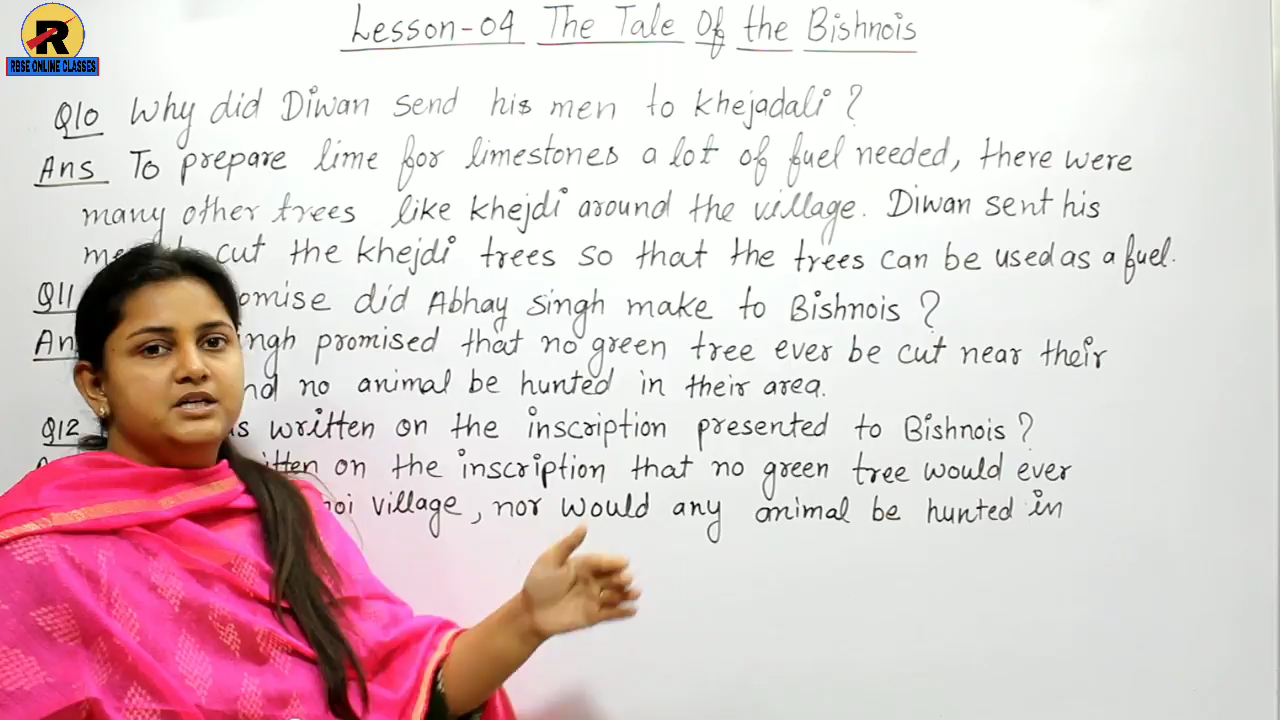 R
RBSE ONLINE CLASSES
Lesson-04 The Tale Of the Bishnois
Q10 Why did Diwan send his men to Khejadali?
Ans To prepare lime for limestones a lot of fuel needed, there were
many other trees like Khejdi around the village. Diwan sent his
cut the khejdi trees so that the trees can be used as a fuel.
Q11 did Abhay Singh make to Bishnois?
promised that no green tree ever be cut near their
no animal be hunted in their area.
Q12 written on the inscription presented to Bishnois?
on the inscription that no green tree would ever
village, nor would any animal be hunted in